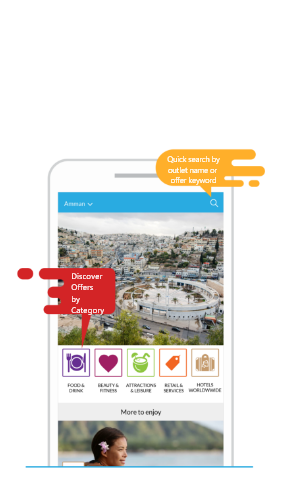 Quick search by
outlet name or
offer keyword
Amman
Discover
Offers
by
Category
FOOD &
DRINK
BEAUTY &
FITNESS
ATTRACTIONS
& LEISURE
RETAIL &
SERVICES
HOTELS
WORLDWIDE
More to enjoy